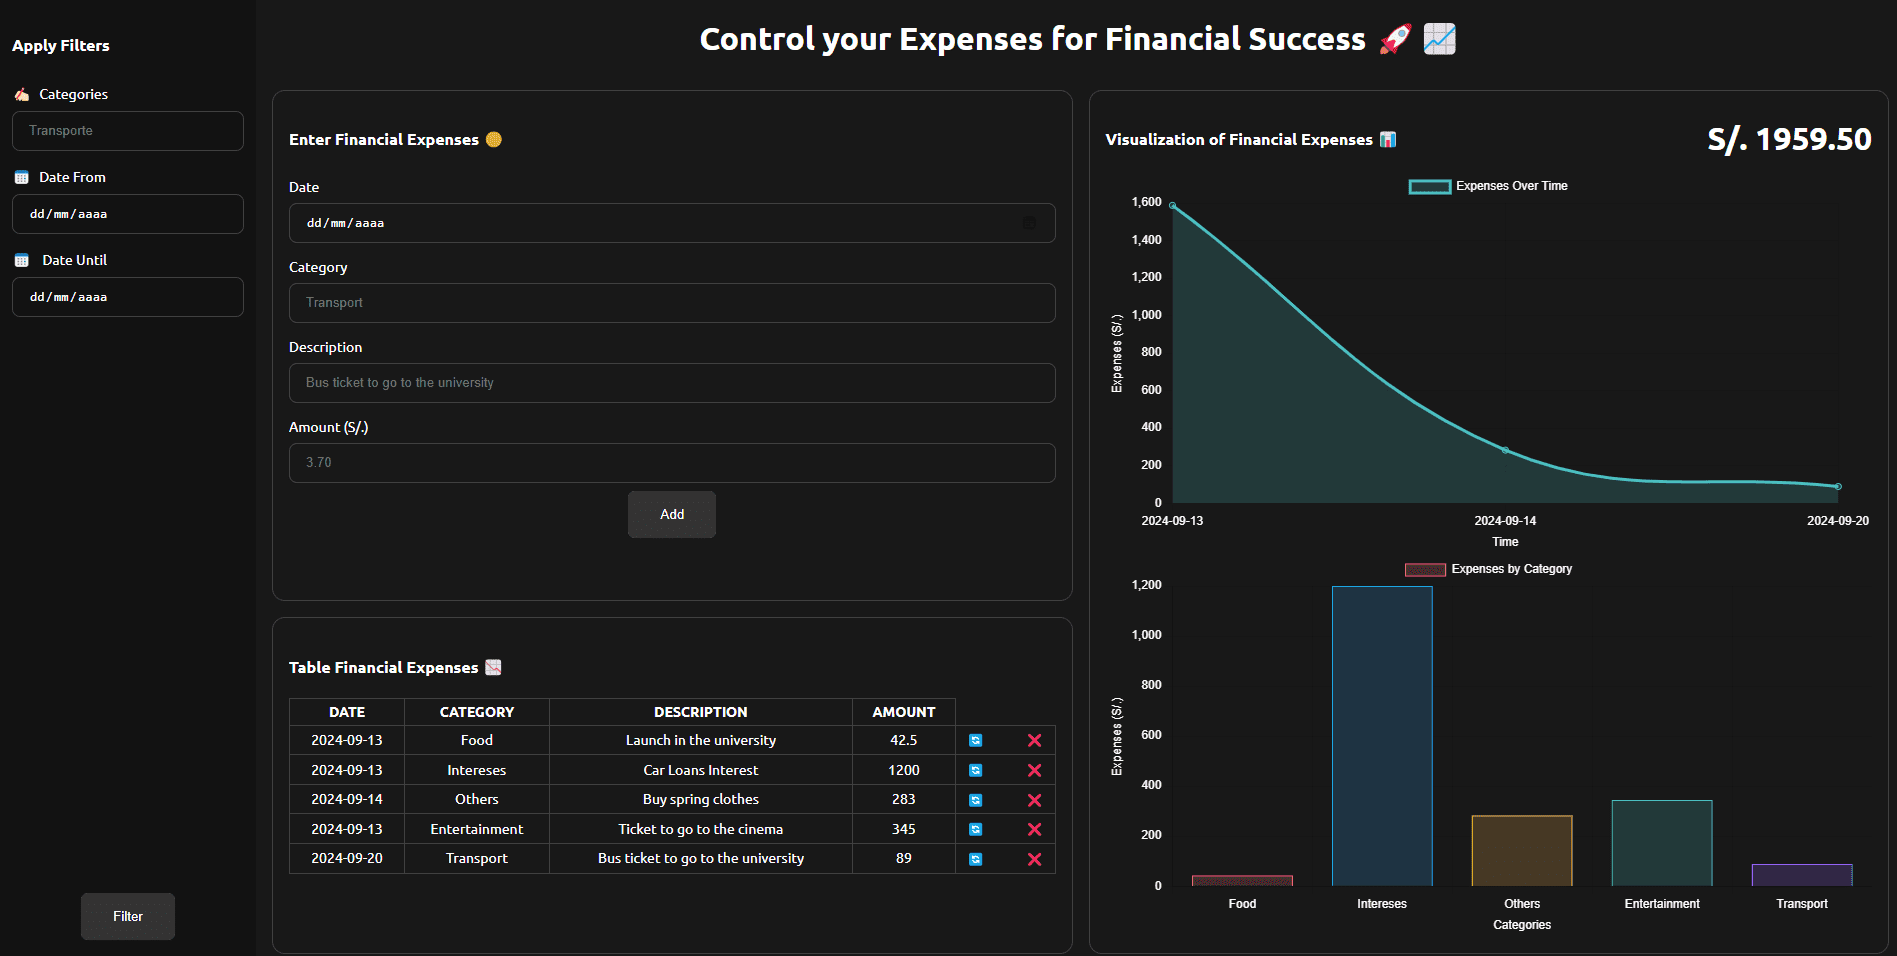 Control your Expenses for Financial Success
Apply Filters
Categories
Transporte
Date From
dd/mm/aaaa
Date Until
dd/mm/aaaa
Filter
Enter Financial Expenses
Date
dd/mm/aaaa
Category
Transport
Description
Bus ticket to go to the university
Amount (S/.)
3.70
Add
Table Financial Expenses
DATE CATEGORY DESCRIPTION AMOUNT
2024-09-13 Food Launch in the university 42.5
2024-09-13 Intereses Car Loans Interest 1200
2024-09-14 Others Buy spring clothes 283
2024-09-13 Entertainment Ticket to go to the cinema 345
2024-09-20 Transport Bus ticket to go to the university 89
Visualization of Financial Expenses
S/. 1959.50
Expenses Over Time
1,600
1,400
1,200
1,000
800
600
400
200
0
Expenses (S/.)
2024-09-13 2024-09-14 2024-09-20
Time
Expenses by Category
1,200
1,000
800
600
400
200
0
Expenses (S/.)
Food Intereses Others Entertainment Transport
Categories